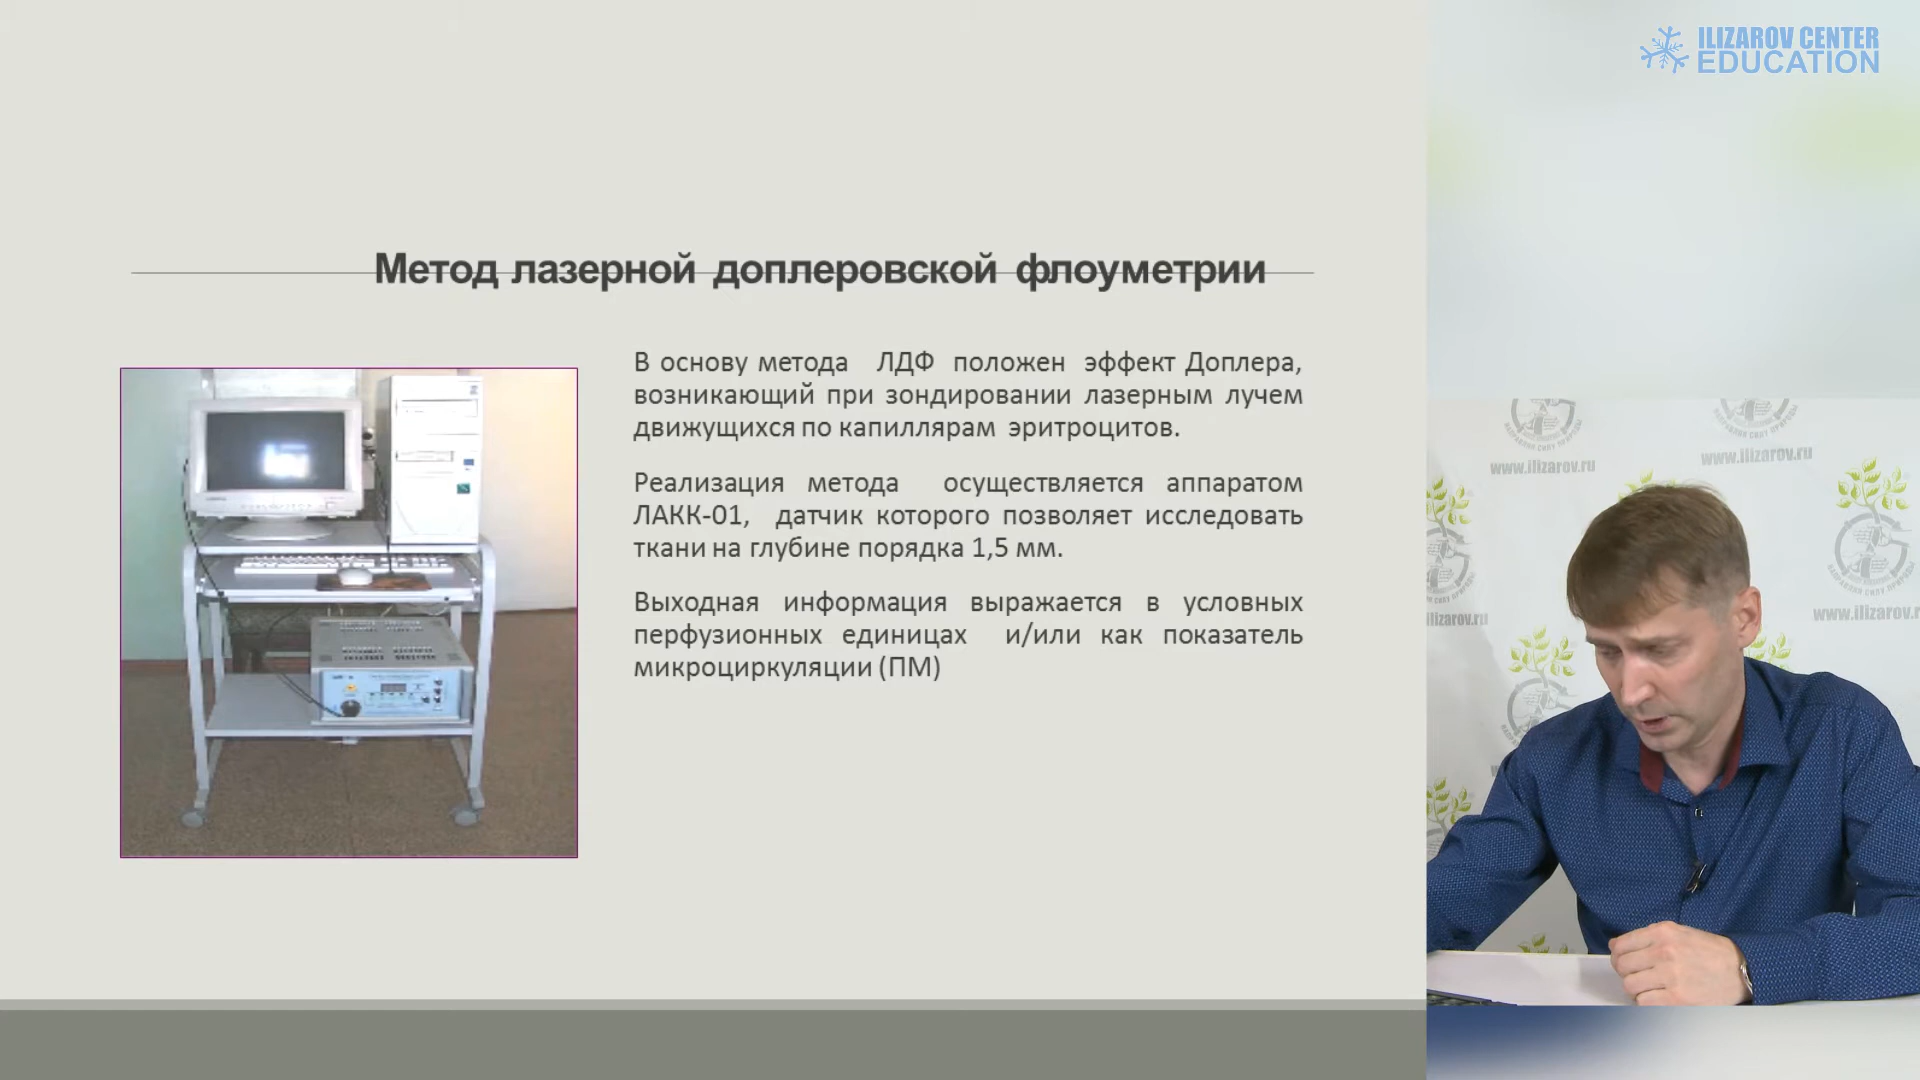 ILIZAROV CENTER
EDUCATION
Метод лазерной доплеровской флоуметрии
В основу метода ЛДФ положен эффект Доплера,
возникающий при зондировании лазерным лучем
движущихся по капиллярам эритроцитов.
Реализация метода осуществляется аппаратом
ЛАКК-01, датчик которого позволяет исследовать
ткани на глубине порядка 1,5 мм.
Выходная информация выражается в условных
перфузионных единицах и/или как показатель
микроциркуляции (ПМ)
www.ilizarov.ru
www.ilizarov.ru
ilizarov.ru
www.ilizarov.r